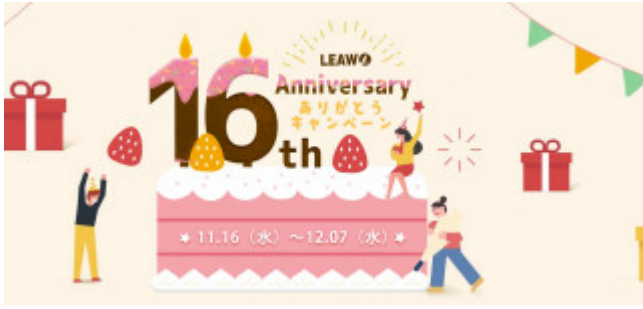 LEAWO
Anniversary
ありがとう
キャンペーン
16th
★ 11.16（水）～12.07（水）★